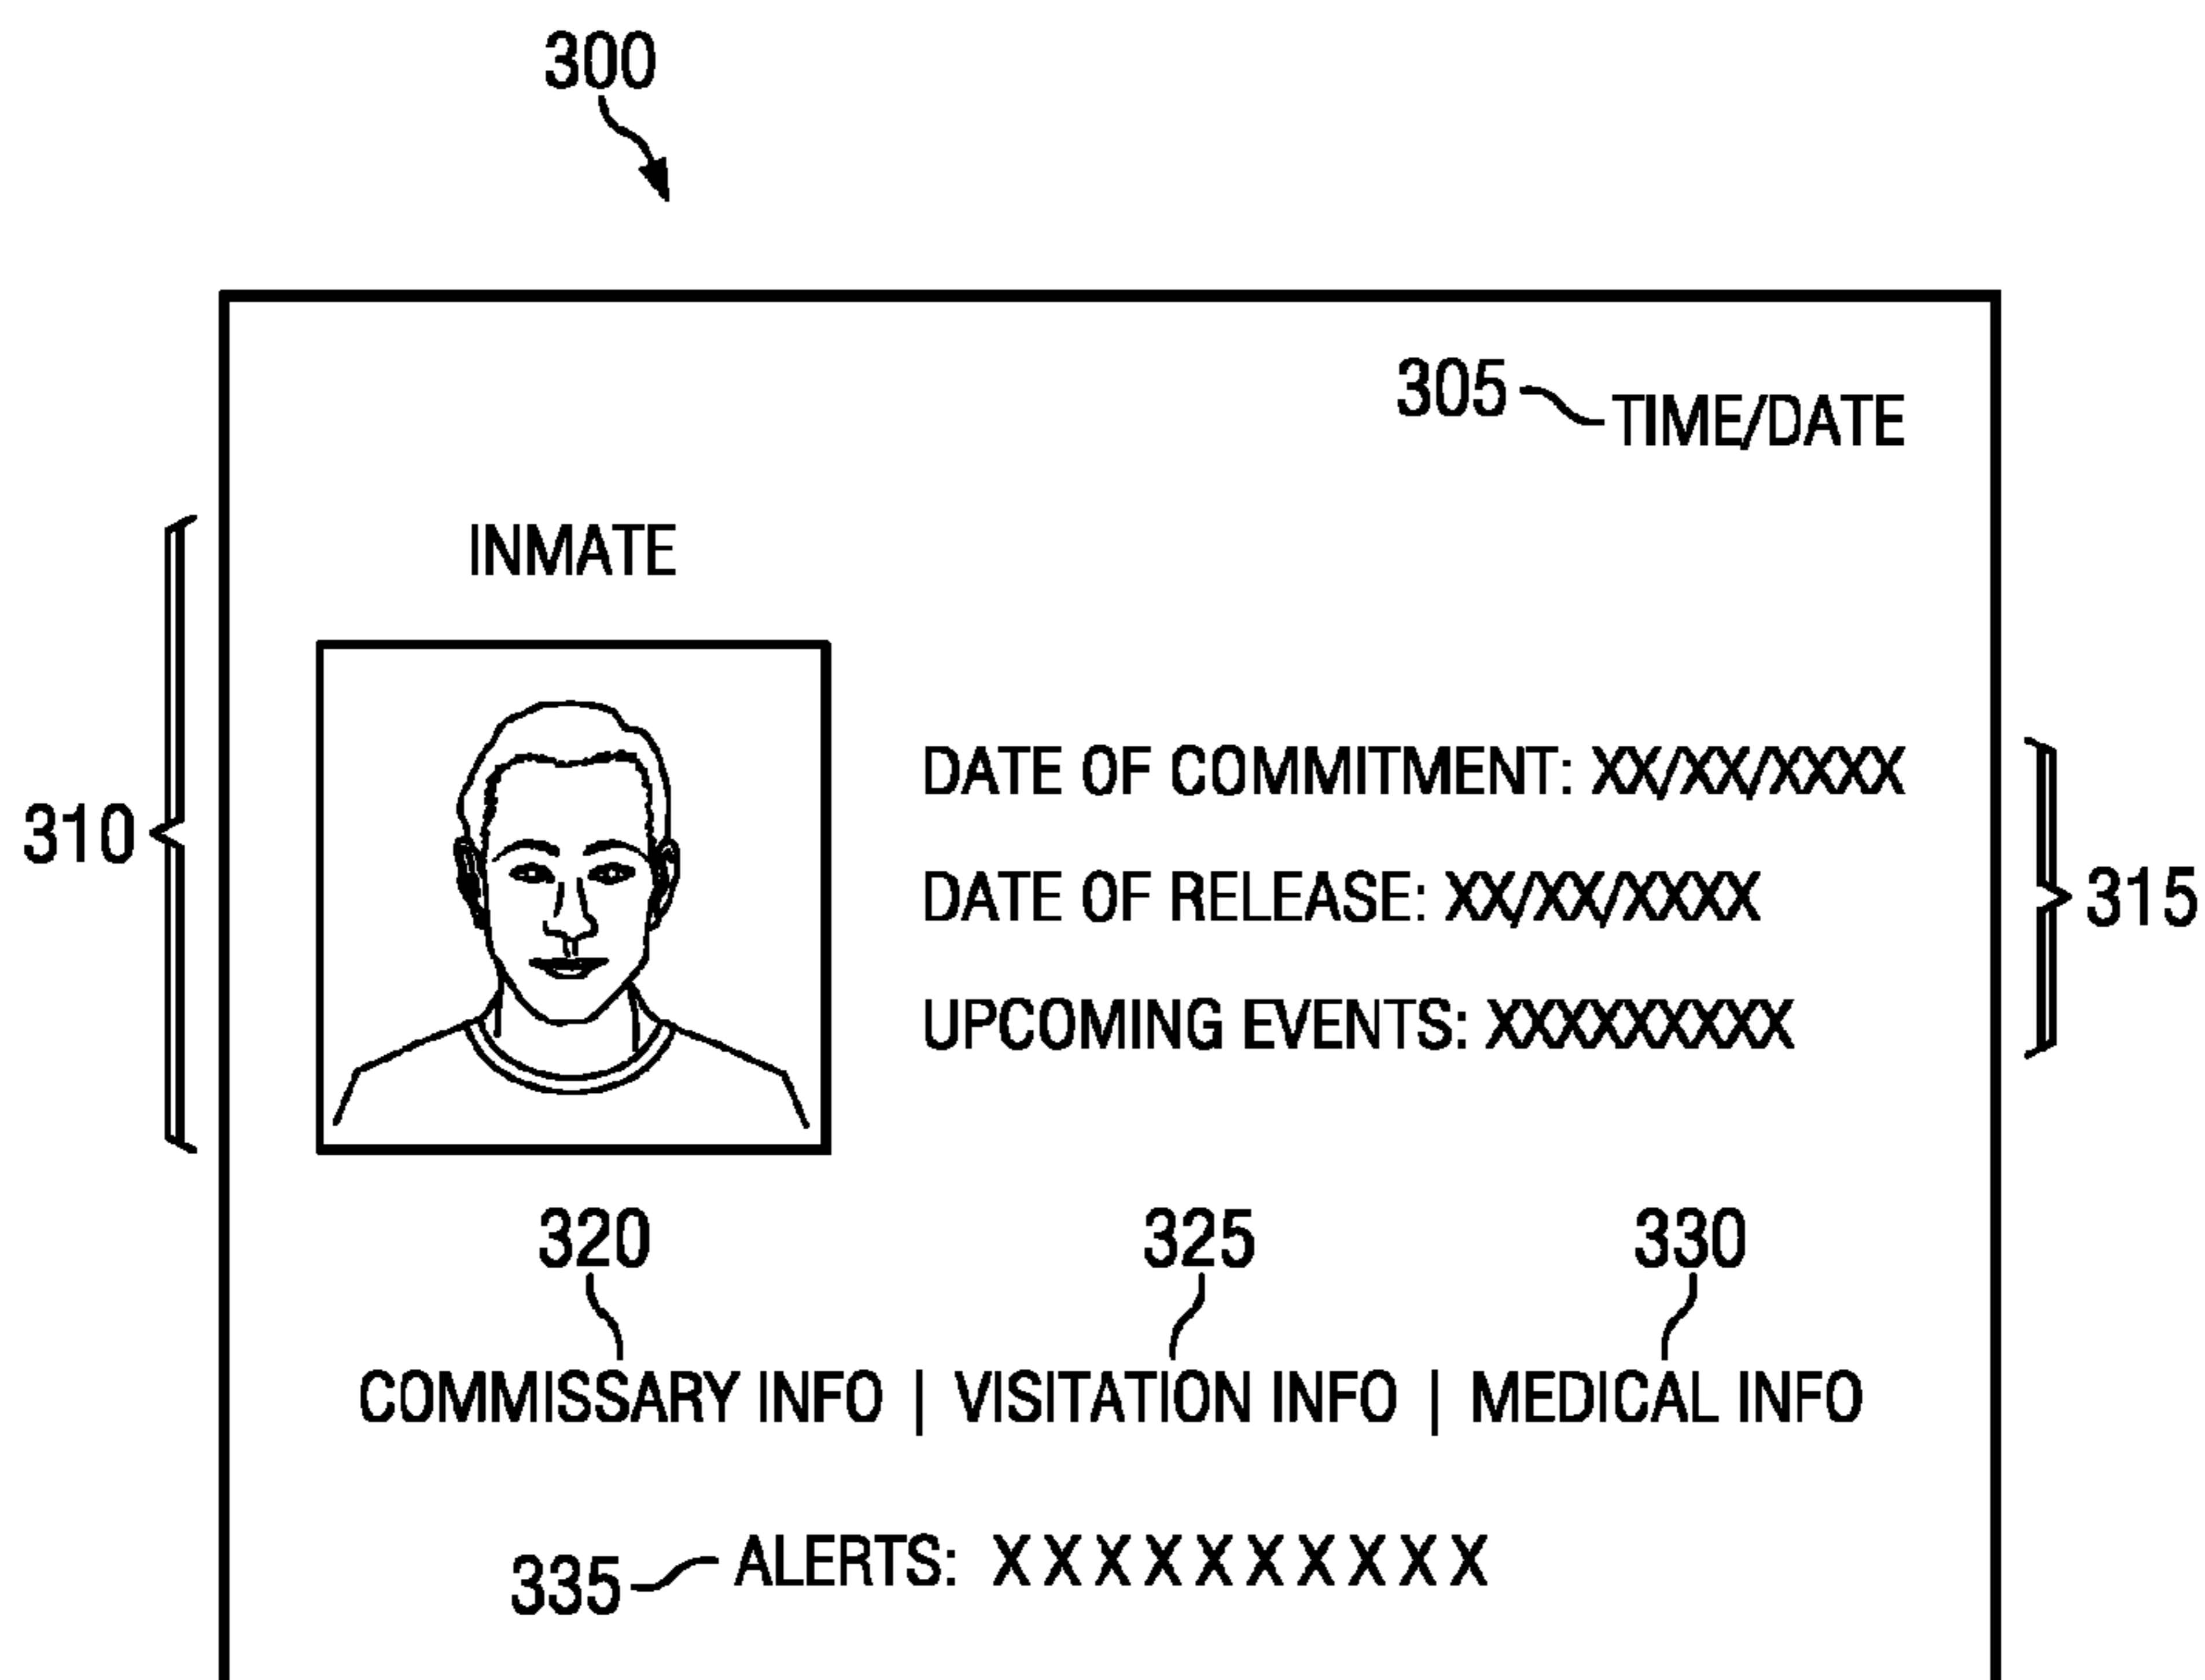 300
305 TIME/DATE
INMATE
310
DATE OF COMMITMENT: XX/XX/XXXX
DATE OF RELEASE: XX/XX/XXXX
315
UPCOMING EVENTS: XXXXXXXXX
320 325 330
COMMISSARY INFO | VISITATION INFO | MEDICAL INFO
335 ALERTS: X X X X X X X X X X